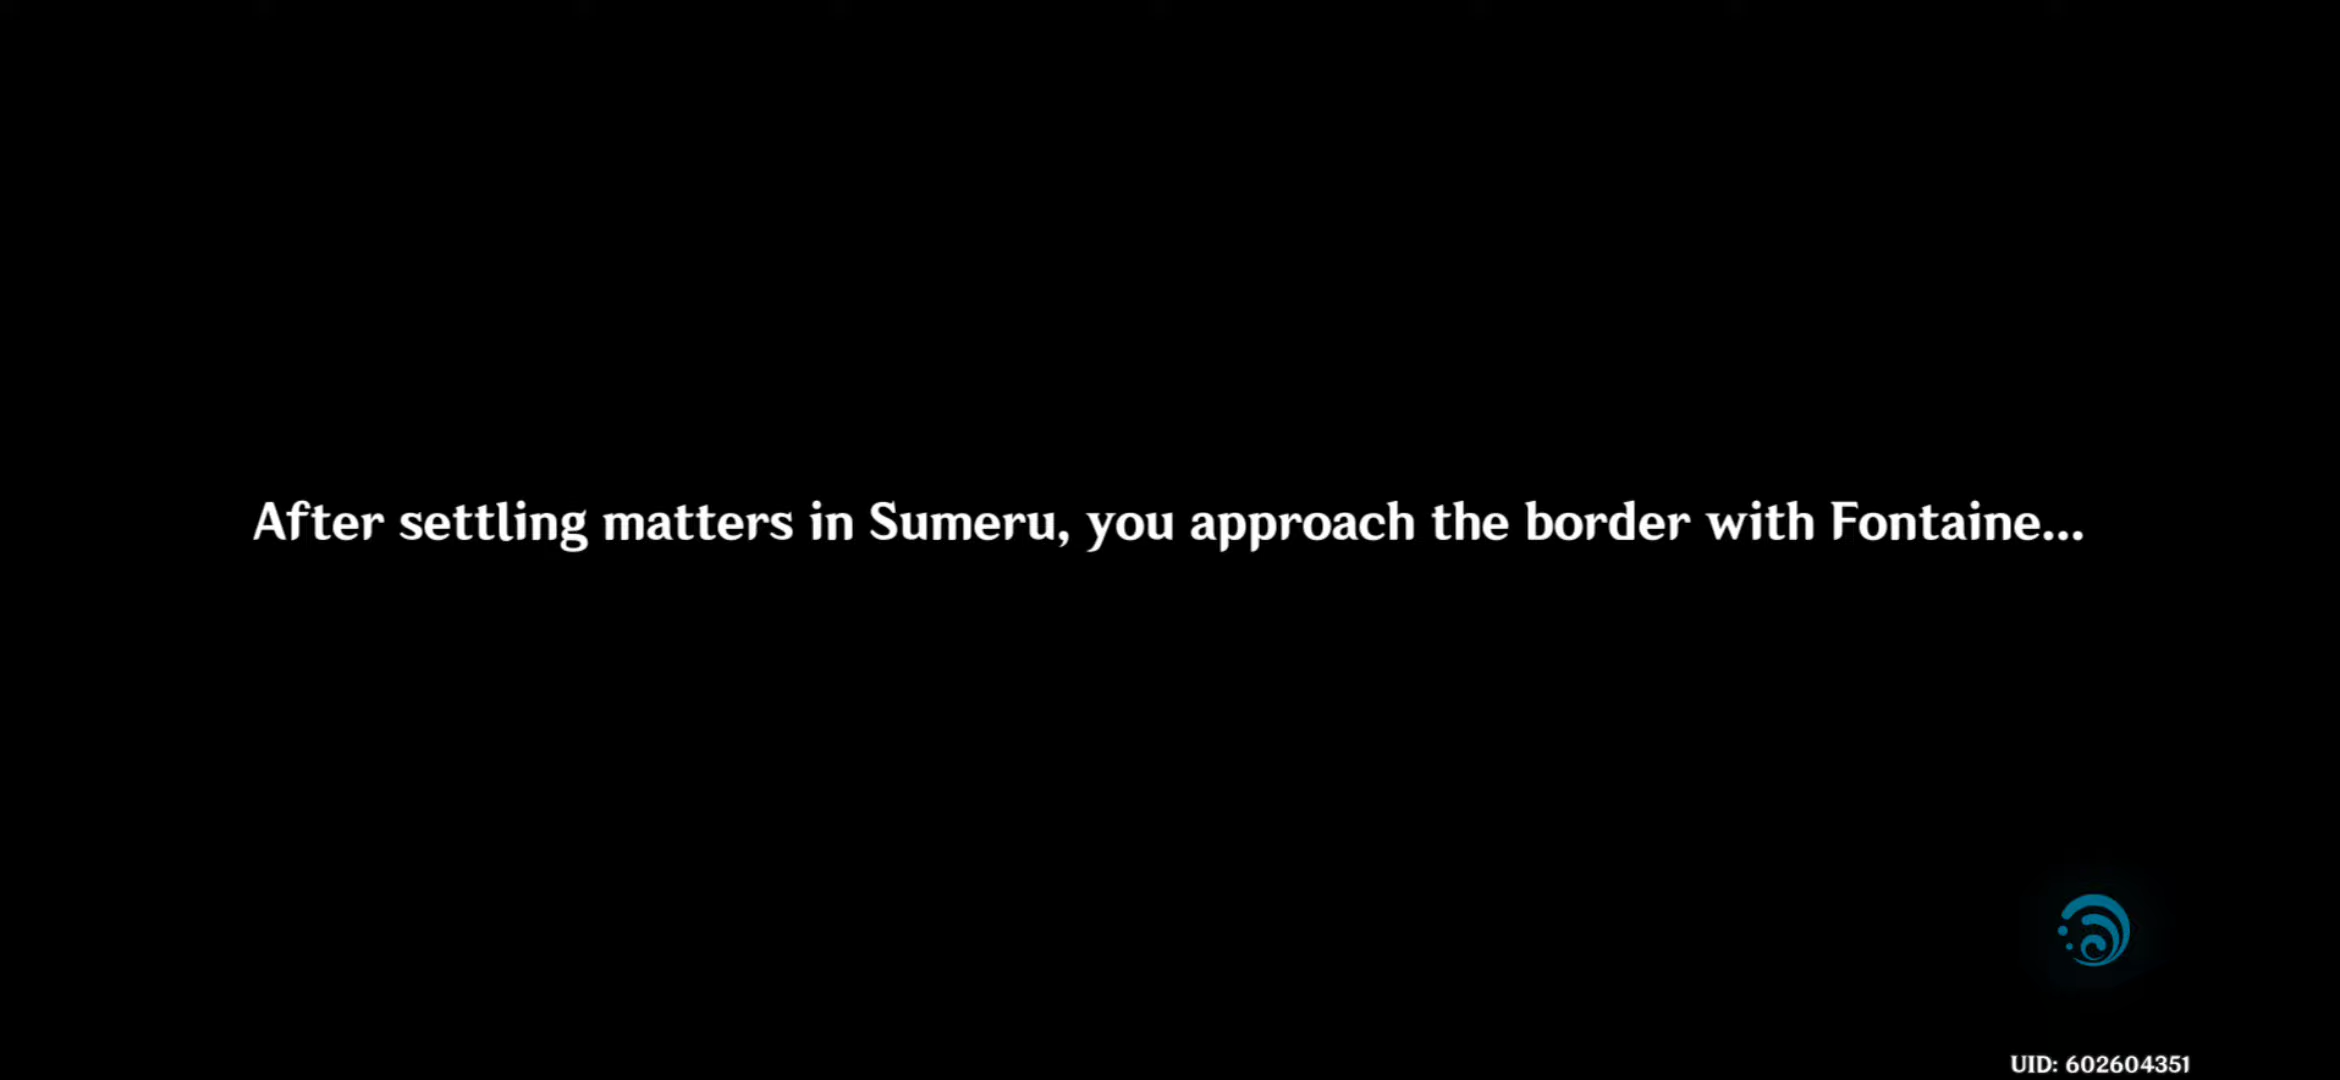 After settling matters in Sumeru, you approach the border with Fontaine...
UID: 602604351